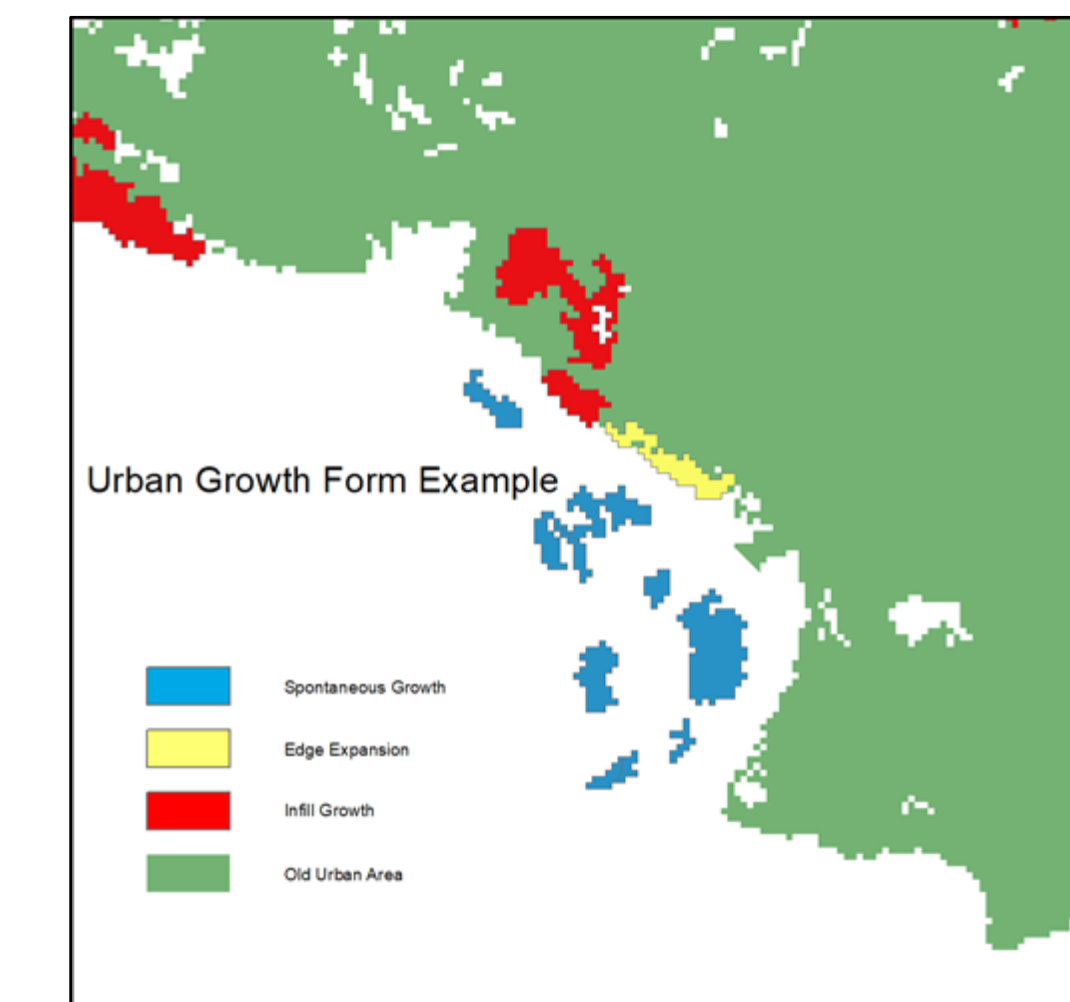 Urban Growth Form Example
Spontaneous Growth
Edge Expansion
Infill Growth
Old Urban Area